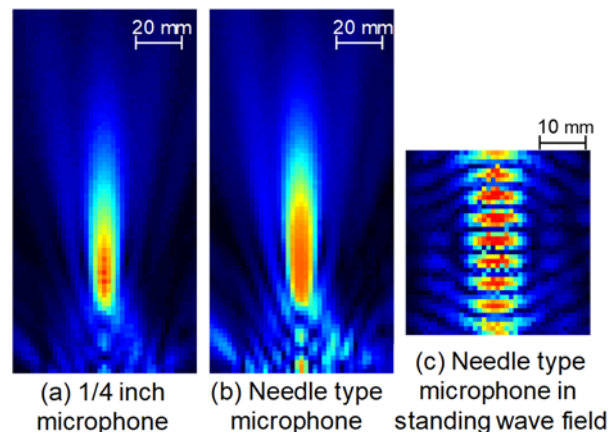 20 mm
20 mm
10 mm
(a) 1/4 inch
microphone
(b) Needle type
microphone
(c) Needle type
microphone in
standing wave field